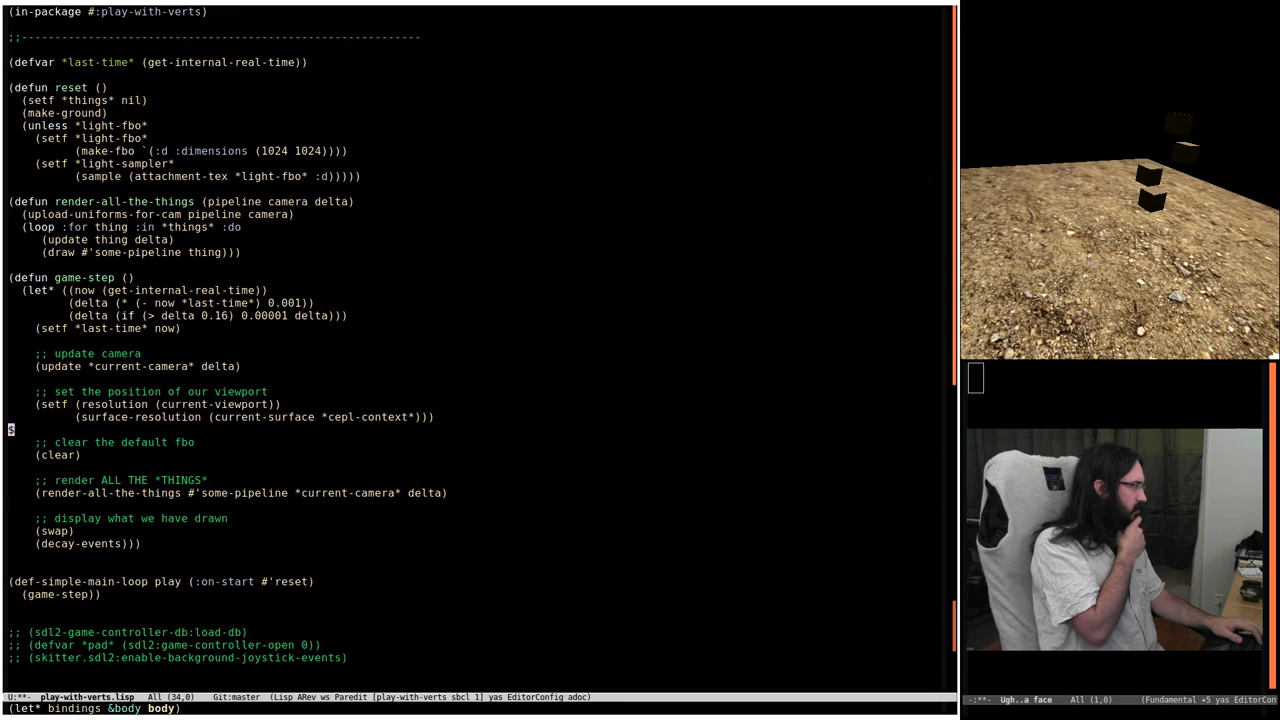 (in-package #:play-with-verts)
;;------------------------------------------------------------
(defvar *last-time* (get-internal-real-time))
(defun reset ()
  (setf *things* nil)
  (make-ground)
  (unless *light-fbo*
    (setf *light-fbo*
          (make-fbo `(:d :dimensions (1024 1024))))
    (setf *light-sampler*
          (sample (attachment-tex *light-fbo* :d)))))
(defun render-all-the-things (pipeline camera delta)
  (upload-uniforms-for-cam pipeline camera)
  (loop :for thing :in *things* :do
     (update thing delta)
     (draw #'some-pipeline thing)))
(defun game-step ()
  (let* ((now (get-internal-real-time))
         (delta (* (- now *last-time*) 0.001))
         (delta (if (> delta 0.16) 0.00001 delta)))
    (setf *last-time* now)
    ;; update camera
    (update *current-camera* delta)
    ;; set the position of our viewport
    (setf (resolution (current-viewport))
          (surface-resolution (current-surface *cepl-context*)))
$
    ;; clear the default fbo
    (clear)
    ;; render ALL THE *THINGS*
    (render-all-the-things #'some-pipeline *current-camera* delta)
    ;; display what we have drawn
    (swap)
    (decay-events)))
(def-simple-main-loop play (:on-start #'reset)
  (game-step))
;; (sdl2-game-controller-db:load-db)
;; (defvar *pad* (sdl2:game-controller-open 0))
;; (skitter.sdl2:enable-background-joystick-events)
U:**-  play-with-verts.lisp   All (34,0)    Git:master  (Lisp ARev ws Paredit [play-with-verts sbcl 1] yas EditorConfig adoc)
(let* bindings &body body)
-:**-  Ugh..a face   All (1,0)     (Fundamental +5 yas EditorCon